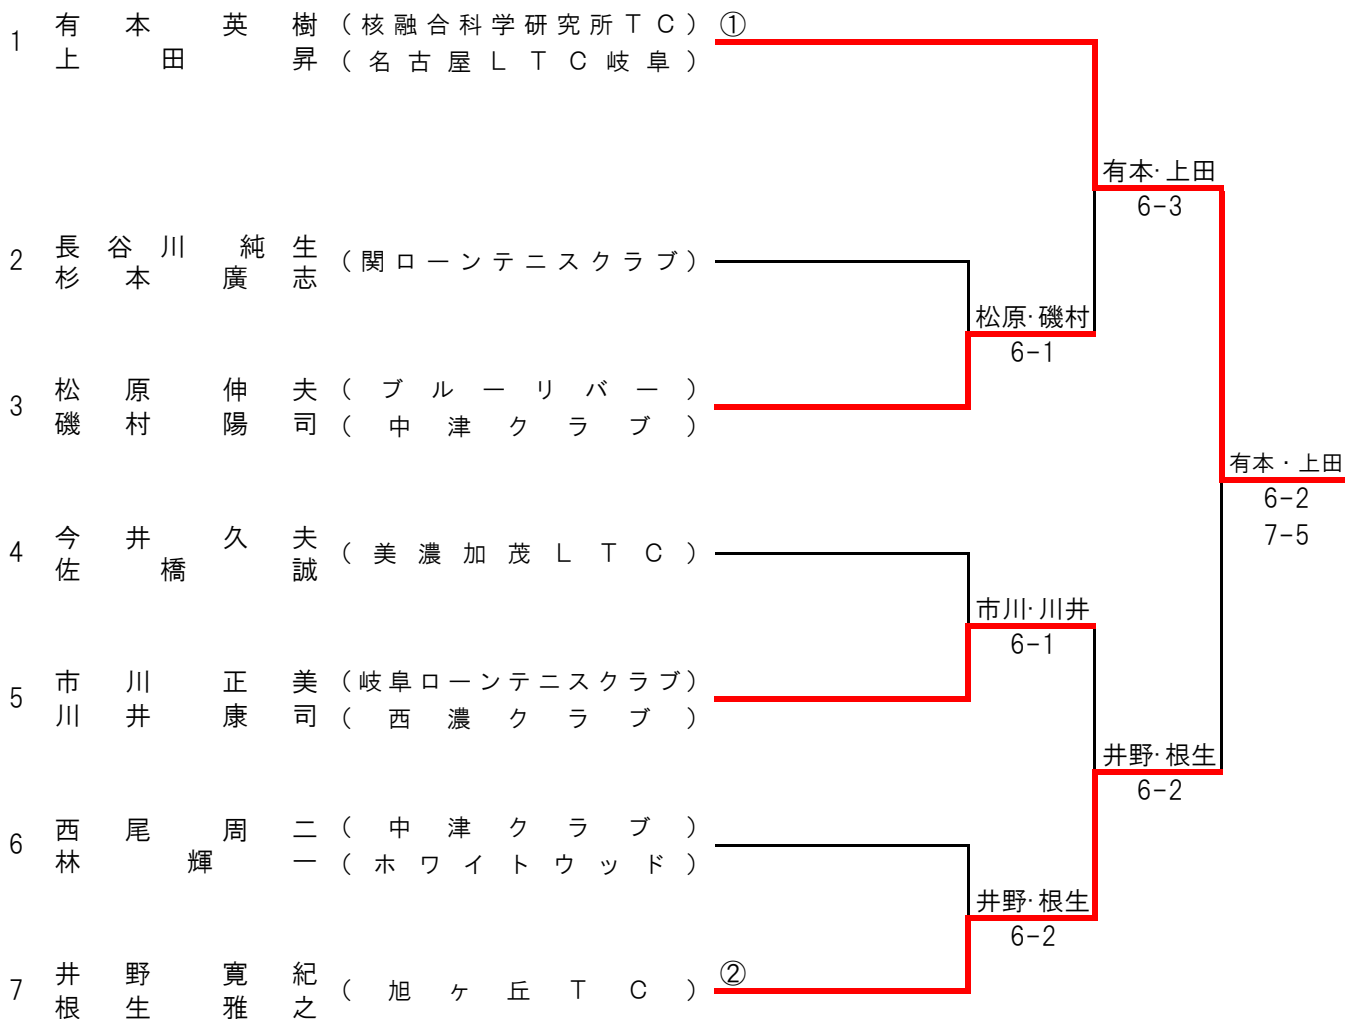 1 有本 英樹 (核融合科学研究所TC) ①
上田 昇 (名古屋LTC岐阜)
有本・上田
6-3
2 長谷川 純生 (関ローンテニスクラブ)
杉本 廣志
松原・磯村
6-1
3 松原 伸夫 (ブルーリバー)
磯村 陽司 (中津クラブ)
有本・上田
6-2
7-5
4 今井 久夫 (美濃加茂LTC)
佐橋 誠
市川・川井
6-1
5 市川 正美 (岐阜ローンテニスクラブ)
川井 康司 (西濃クラブ)
井野・根生
6-2
6 西尾 周二 (中津クラブ)
林 輝一 (ホワイトウッド)
井野・根生
6-2
7 井野 寛紀 (旭ヶ丘TC) ②
根生 雅之